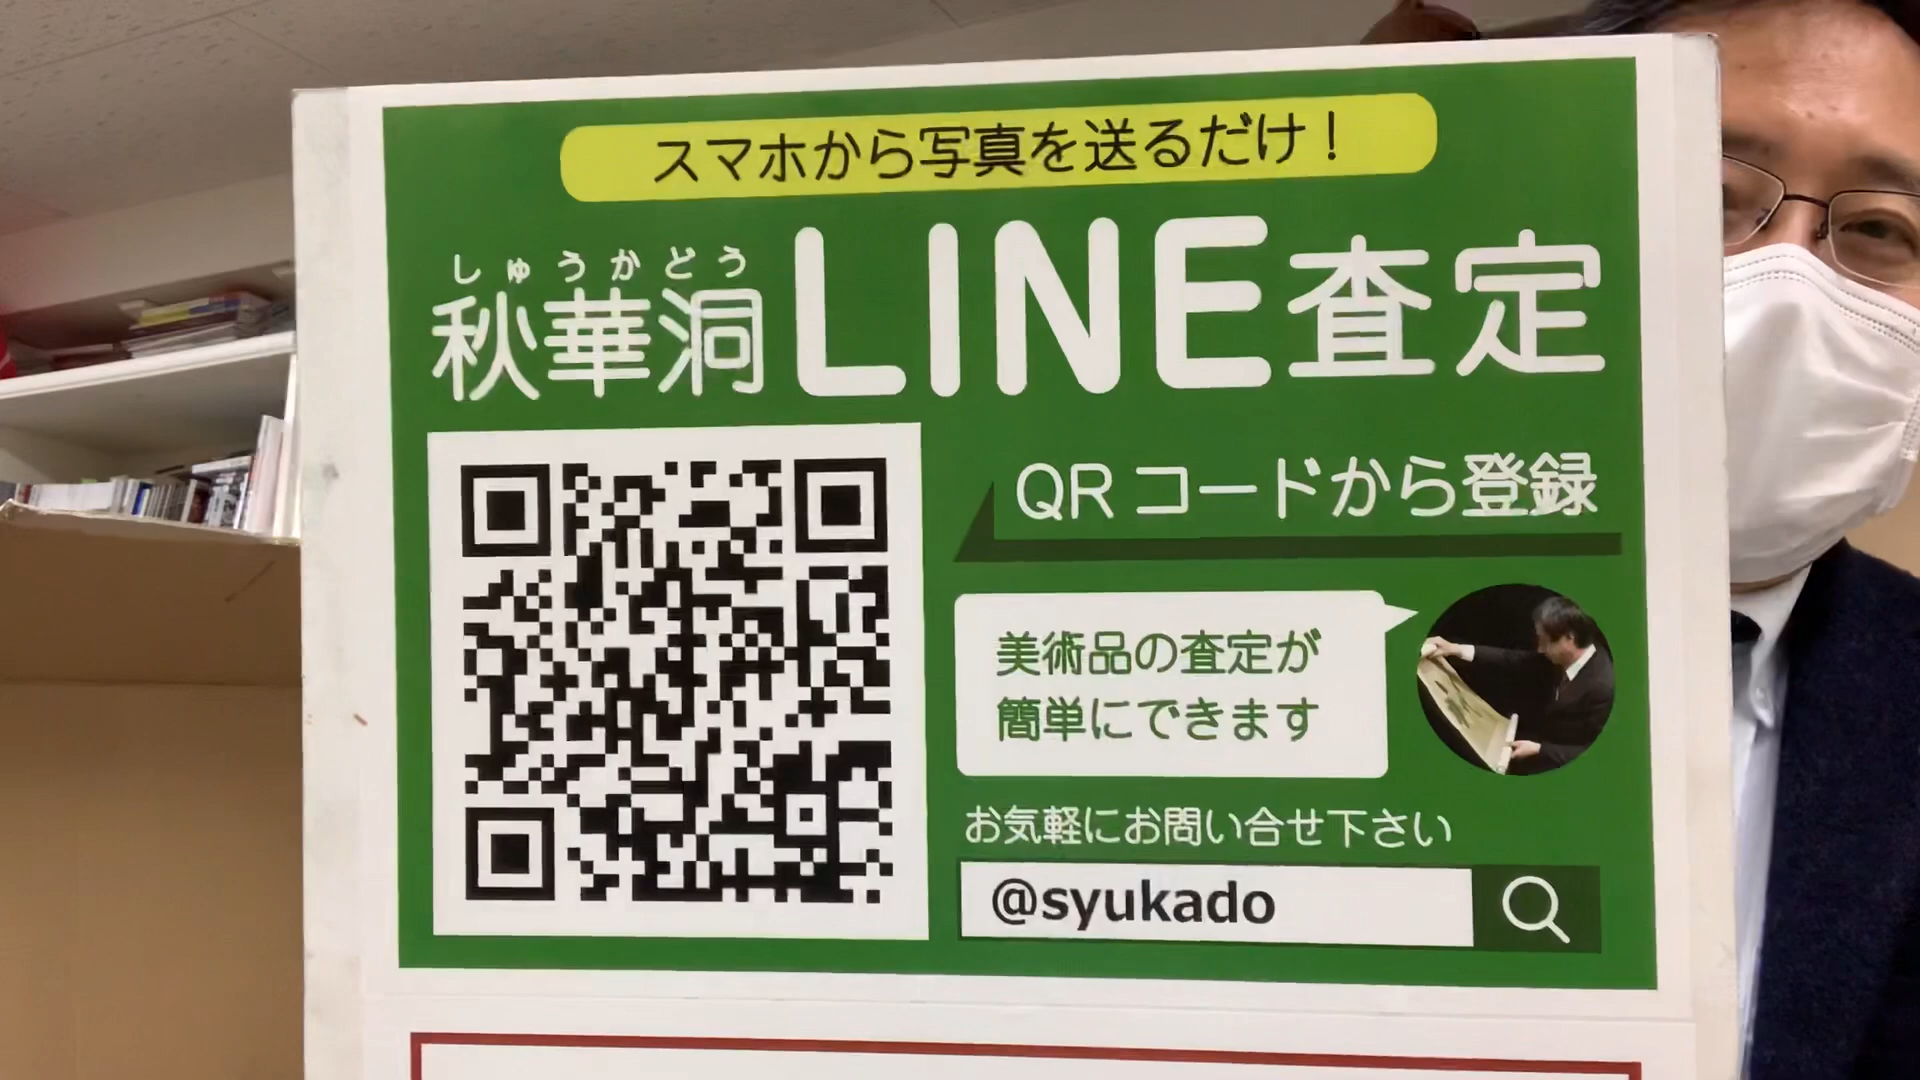 スマホから写真を送るだけ！
しゅうかどう
秋華洞LINE査定
QRコードから登録
美術品の査定が
簡単にできます
お気軽にお問い合せ下さい
@syukado